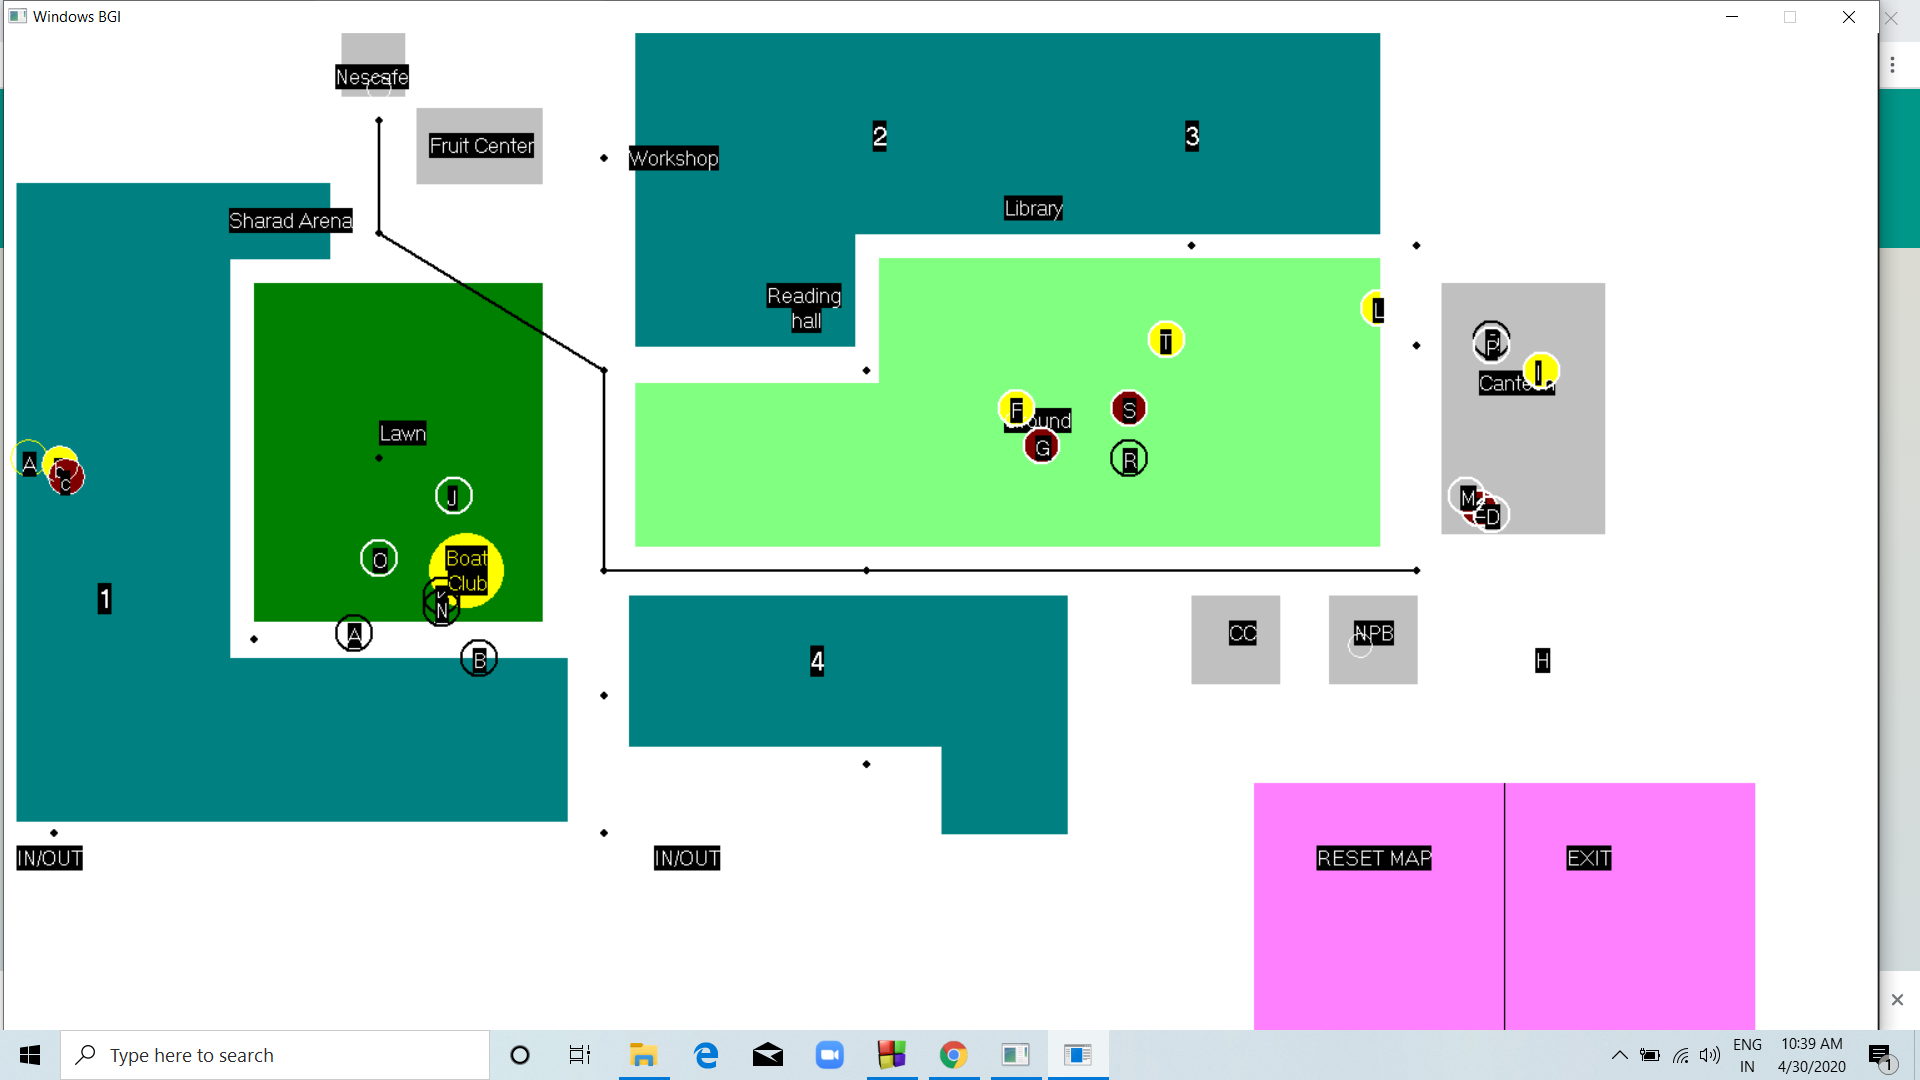 Windows BGI
Nescafe
Fruit Center
Workshop
2
3
Library
Sharad Arena
Reading
hall
L
T
P
I
F
S
G
R
Lawn
A
C
J
M
D
O
Boat
Club
N
1
A
B
4
CC
NPB
H
IN/OUT
IN/OUT
RESET MAP
EXIT
Type here to search
ENG
IN
10:39 AM
4/30/2020
1